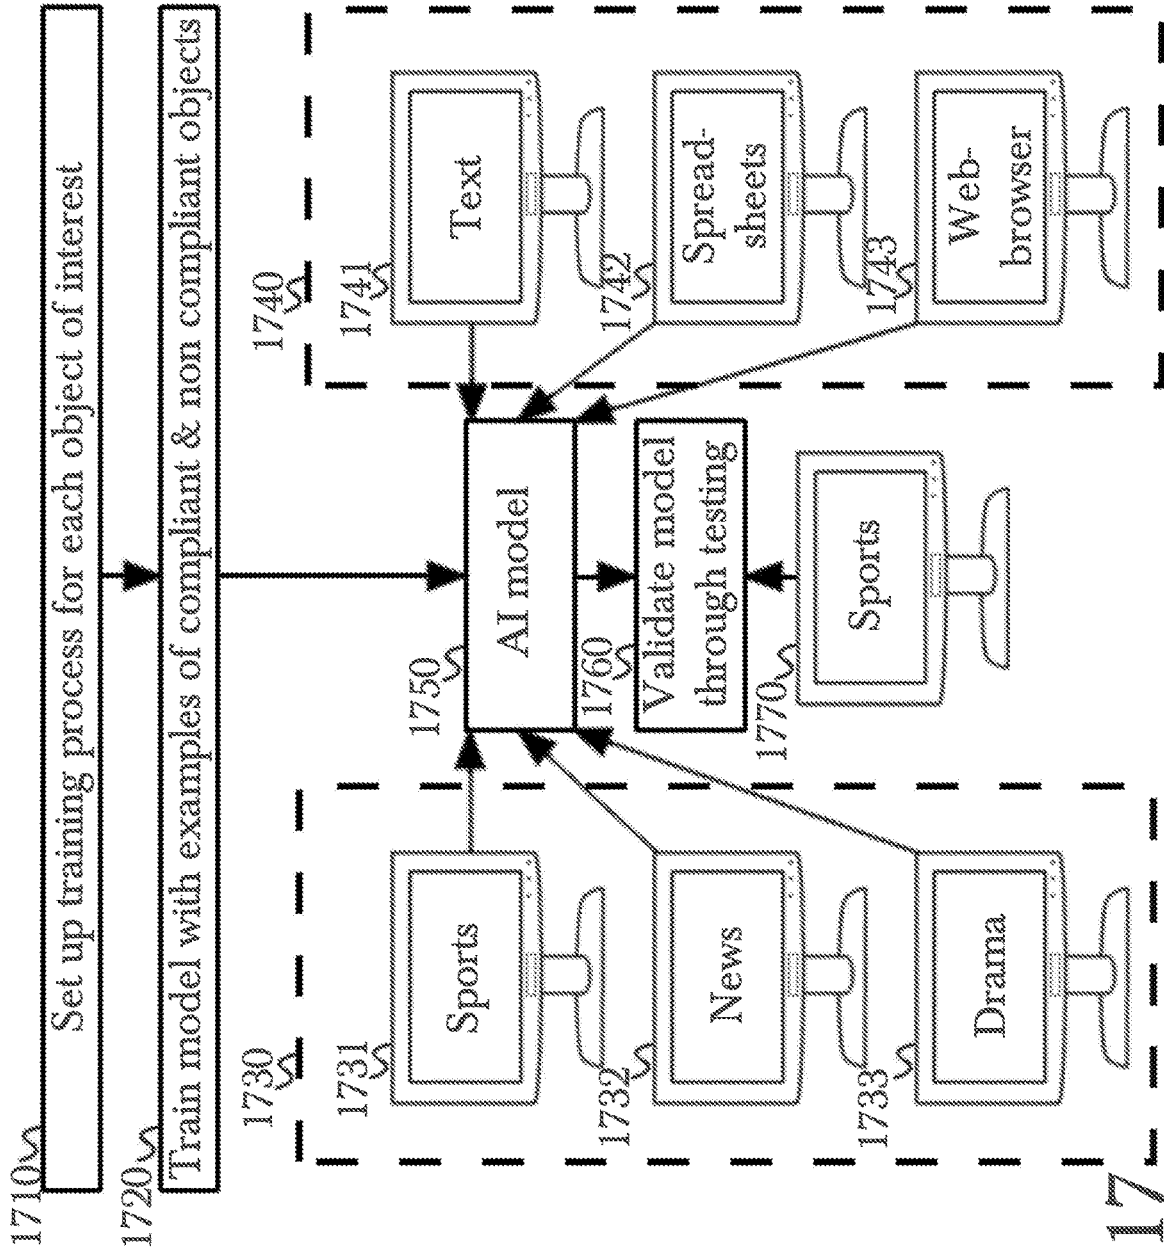 1710
Set up training process for each object of interest
1720
Train model with examples of compliant & non compliant objects
1730
1731
Sports
1732
News
1733
Drama
1740
1741
Text
1742
Spread-
sheets
1743
Web-
browser
1750
AI model
1760
Validate model
through testing
1770
Sports
17